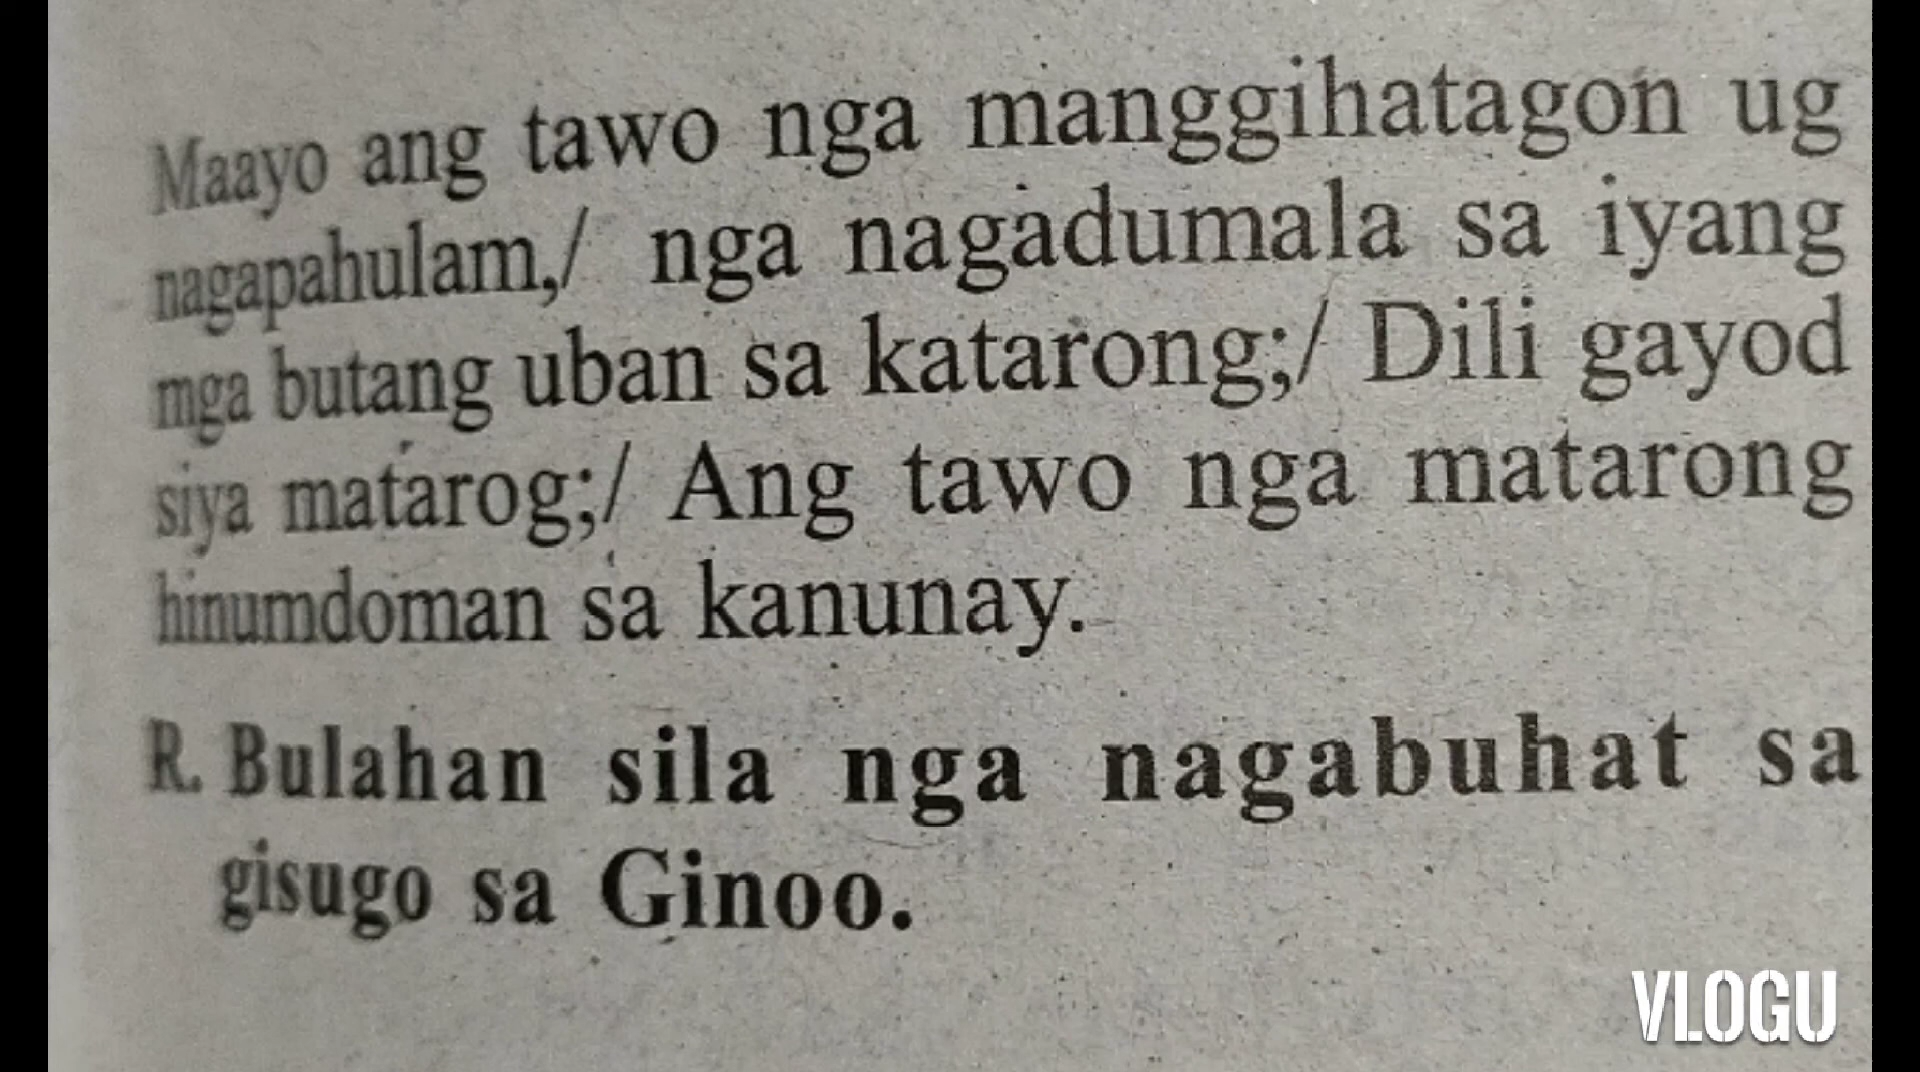 Maayo ang tawo nga manggihatagon ug
nagapahulam,/ nga nagadumala sa iyang
mga butang uban sa katarong;/ Dili gayod
siya matarog;/ Ang tawo nga matarong
hinumdoman sa kanunay.
R. Bulahan sila nga nagabuhat sa
gisugo sa Ginoo.
VLOGU